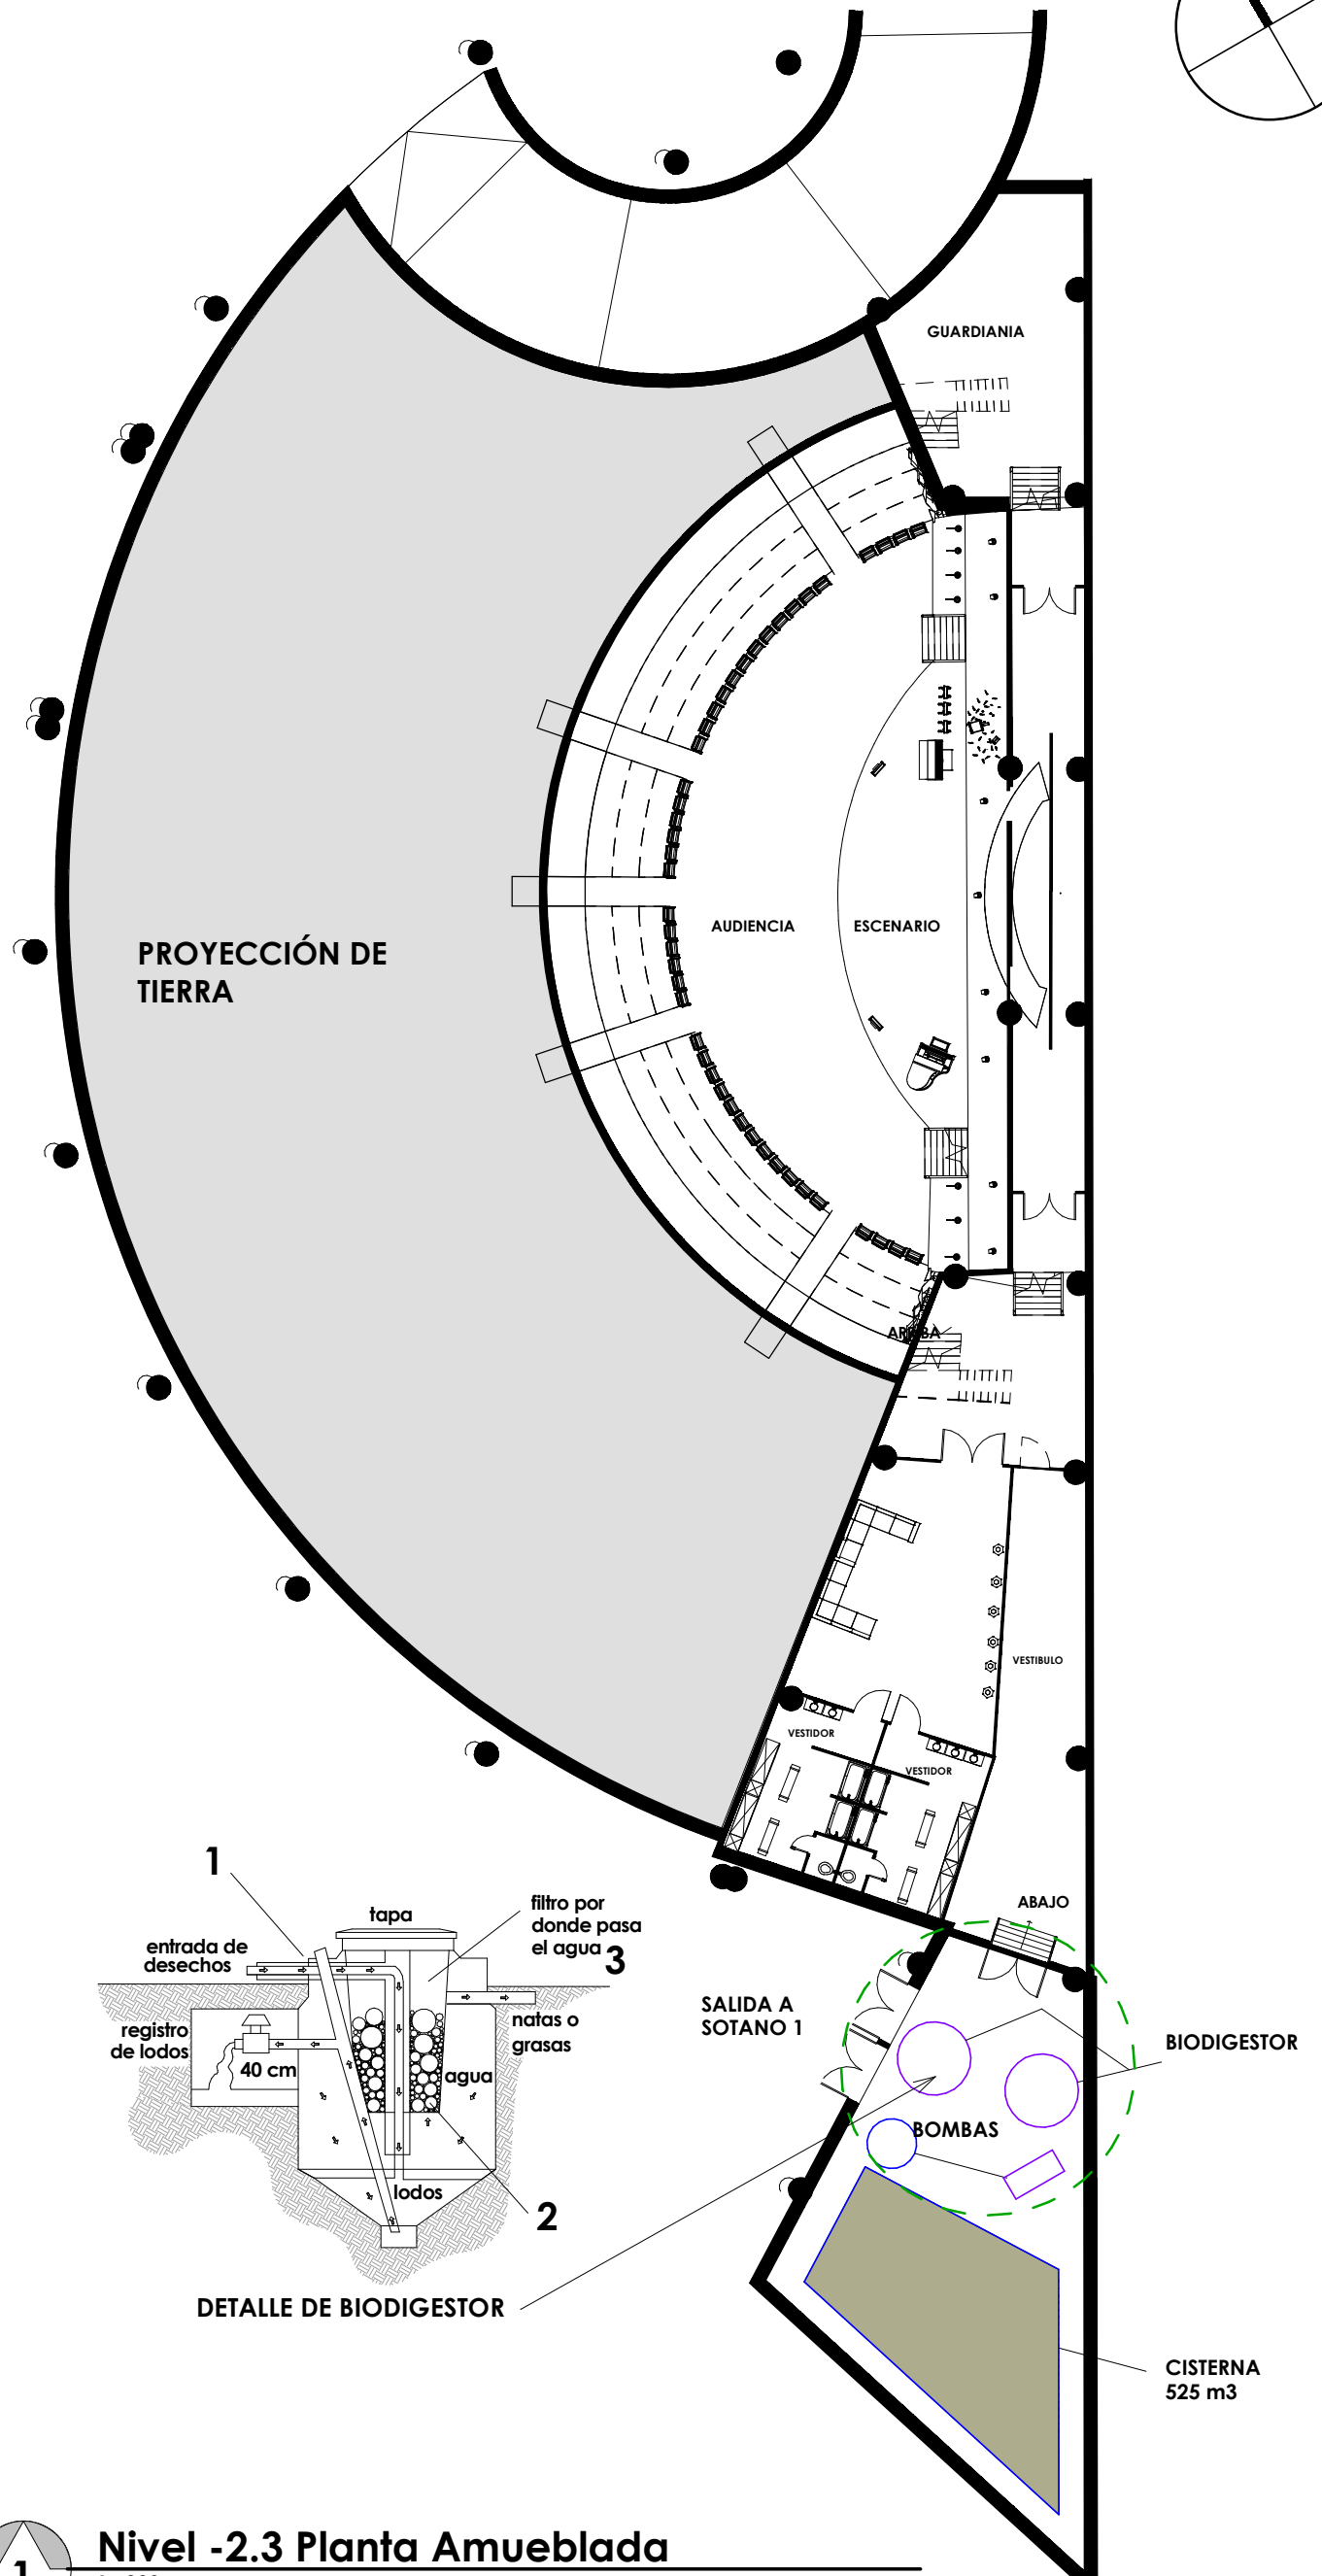 GUARDIANIA
AUDIENCIA
ESCENARIO
PROYECCIÓN DE
TIERRA
ARRIBA
VESTIBULO
VESTIDOR
VESTIDOR
ABAJO
1
tapa
filtro por
donde pasa
el agua 3
entrada de
desechos
registro
de lodos
40 cm
natas o
grasas
agua
lodos
2
SALIDA A
SOTANO 1
BIODIGESTOR
BOMBAS
DETALLE DE BIODIGESTOR
CISTERNA
525 m3
1
Nivel -2.3 Planta Amueblada